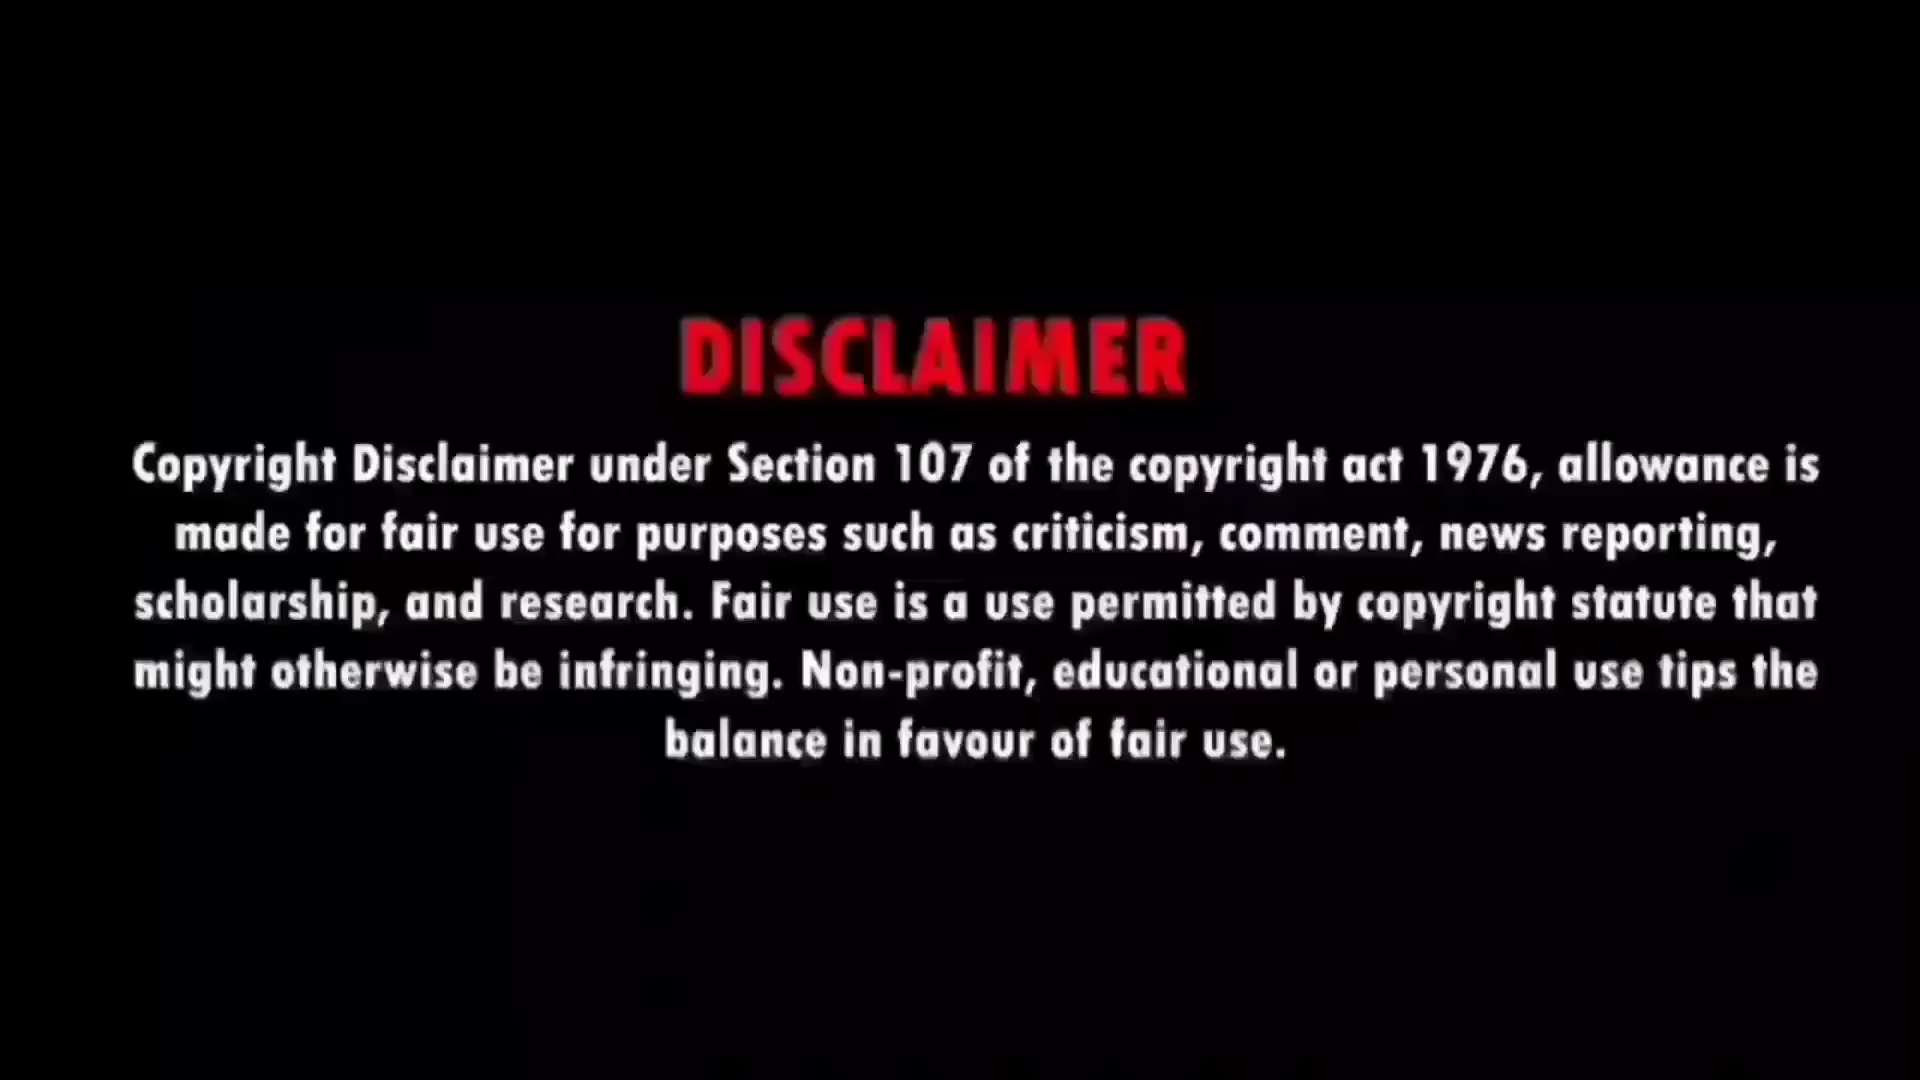 DISCLAIMER
Copyright Disclaimer under Section 107 of the copyright act 1976, allowance is
made for fair use for purposes such as criticism, comment, news reporting,
scholarship, and research. Fair use is a use permitted by copyright statute that
might otherwise be infringing. Non-profit, educational or personal use tips the
balance in favour of fair use.